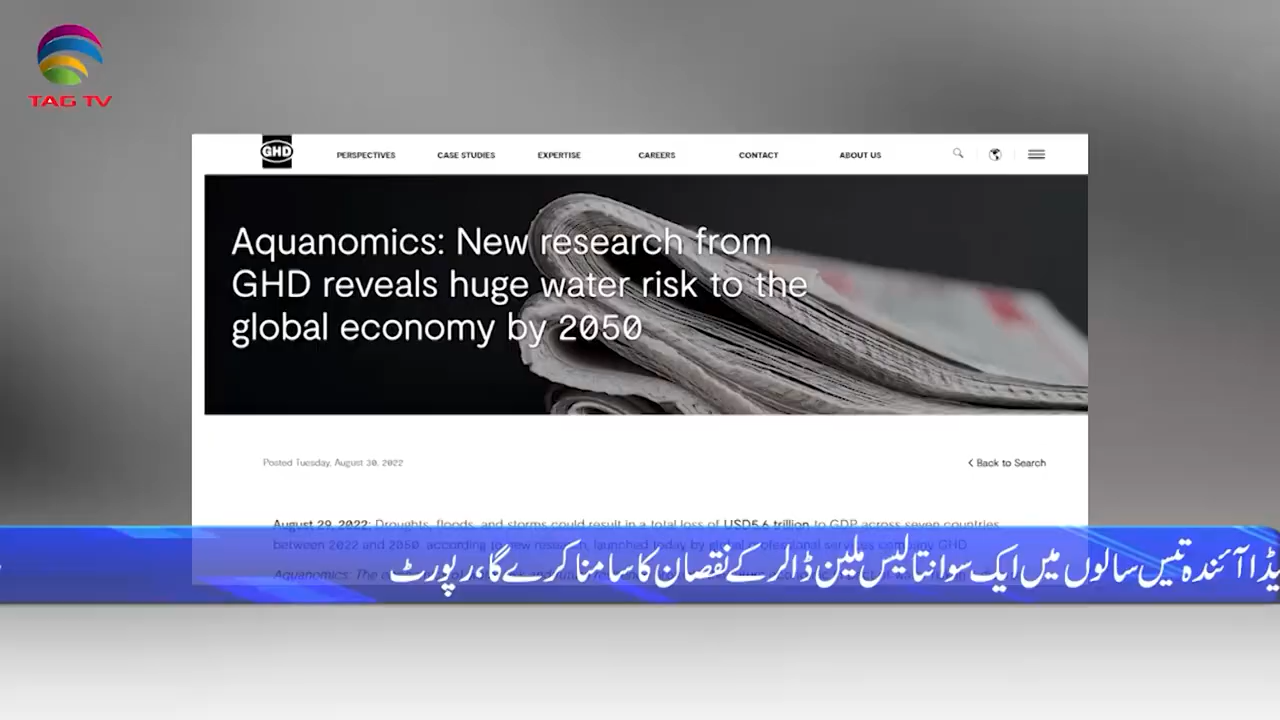 TAG TV
GHD PERSPECTIVES CASE STUDIES EXPERTISE CAREERS CONTACT ABOUT US
Aquanomics: New research from
GHD reveals huge water risk to the
global economy by 2050
Posted Tuesday, August 30, 2022
< Back to Search
August 29, 2022: Droughts, floods, and storms could result in a total loss of USD5.6 trillion to GDP across seven countries
between 2022 and 2050, according to new research, launched today by global professional services company GHD.
Aquanomics: The
آئندہ تیس سالوں میں ایک سو انتالیس ملین ڈالر کے نقصان کا سامنا کرے گا، رپورٹ